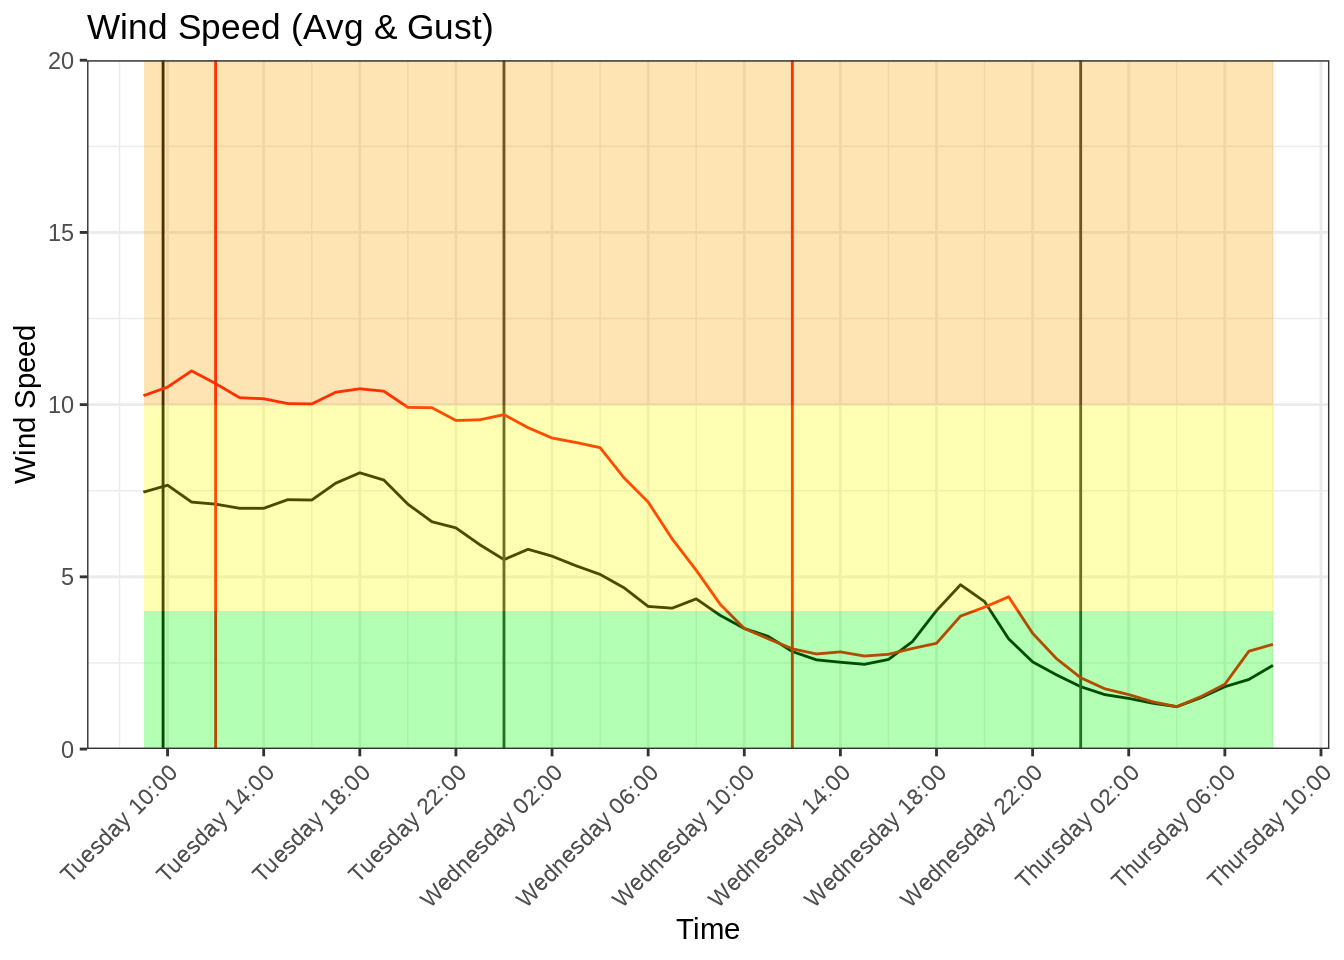 Wind Speed (Avg & Gust)
20
15
10
5
0
Wind Speed
Tuesday 10:00
Tuesday 14:00
Tuesday 18:00
Tuesday 22:00
Wednesday 02:00
Wednesday 06:00
Wednesday 10:00
Wednesday 14:00
Wednesday 18:00
Wednesday 22:00
Thursday 02:00
Thursday 06:00
Thursday 10:00
Time